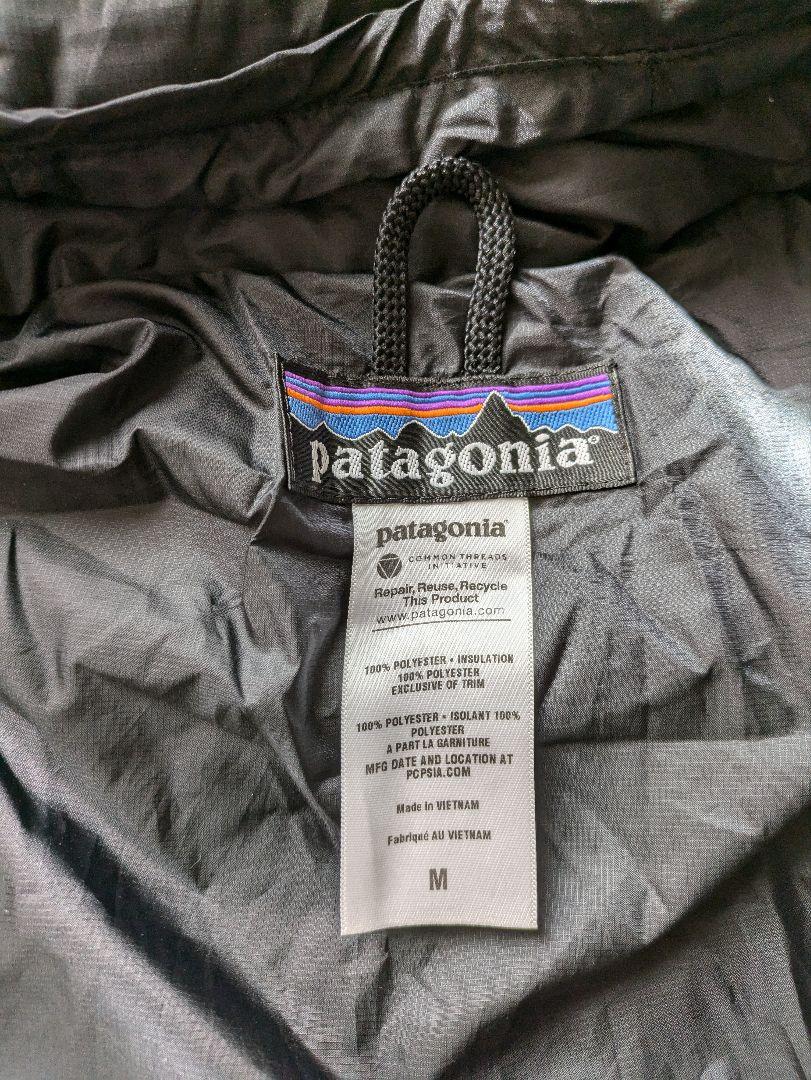 patagonia®
patagonia®
COMMON THREADS
INITIATIVE
Repair, Reuse, Recycle
This Product
www.patagonia.com
100% POLYESTER • INSULATION
100% POLYESTER
EXCLUSIVE OF TRIM
100% POLYESTER • ISOLANT 100%
POLYESTER
A PART LA GARNITURE
MFG DATE AND LOCATION AT
PCPSIA.COM
Made in VIETNAM
Fabriqué AU VIETNAM
M